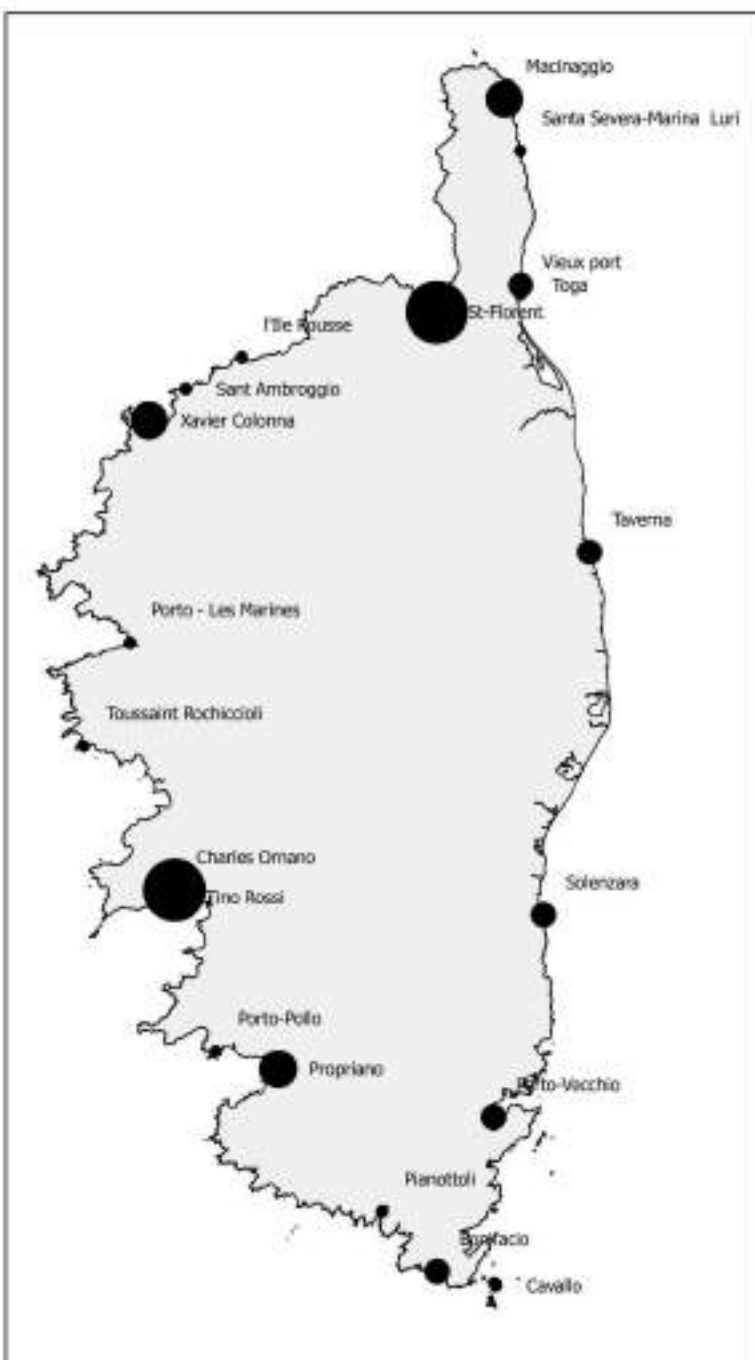 Macinaggio
Santa Severa-Marina Luri
Vieux port
Toga
St-Florent
l'Ile Rousse
Sant Ambroggio
Xavier Colonna
Taverna
Porto - Les Marines
Toussaint Rochiccioli
Charles Ornano
Tino Rossi
Solenzara
Porto-Pollo
Propriano
Porto-Vecchio
Pianottoli
Bonifacio
Cavallo